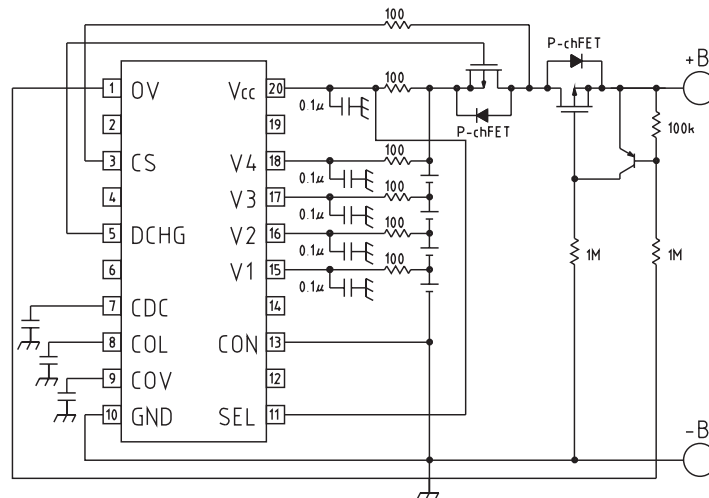 100
P-chFET
+B
1 OV Vcc 20
0.1μ
100
P-chFET
2 19
100k
3 CS V4 18
100
0.1μ
4 V3 17
100
0.1μ
5 DCHG V2 16
100
0.1μ
6 V1 15
100
0.1μ
1M
1M
7 CDC 14
8 COL CON 13
9 COV 12
10 GND SEL 11
-B